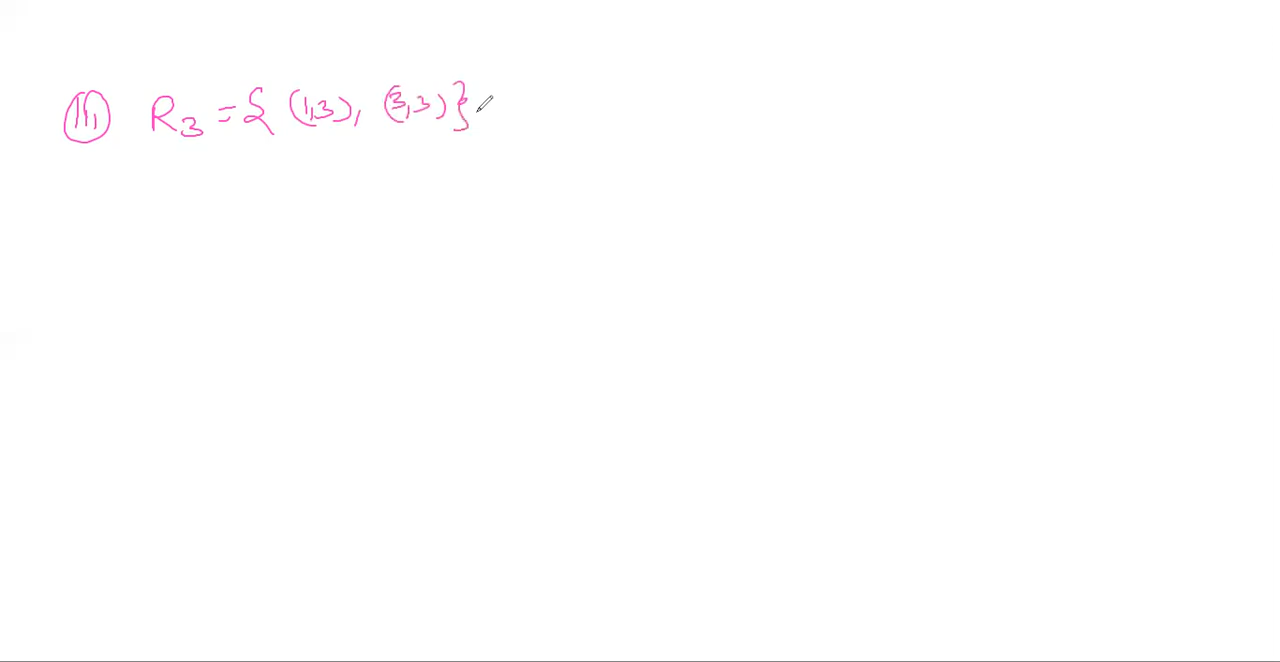 (iii) R₃ = { (1,3), (3,3) }